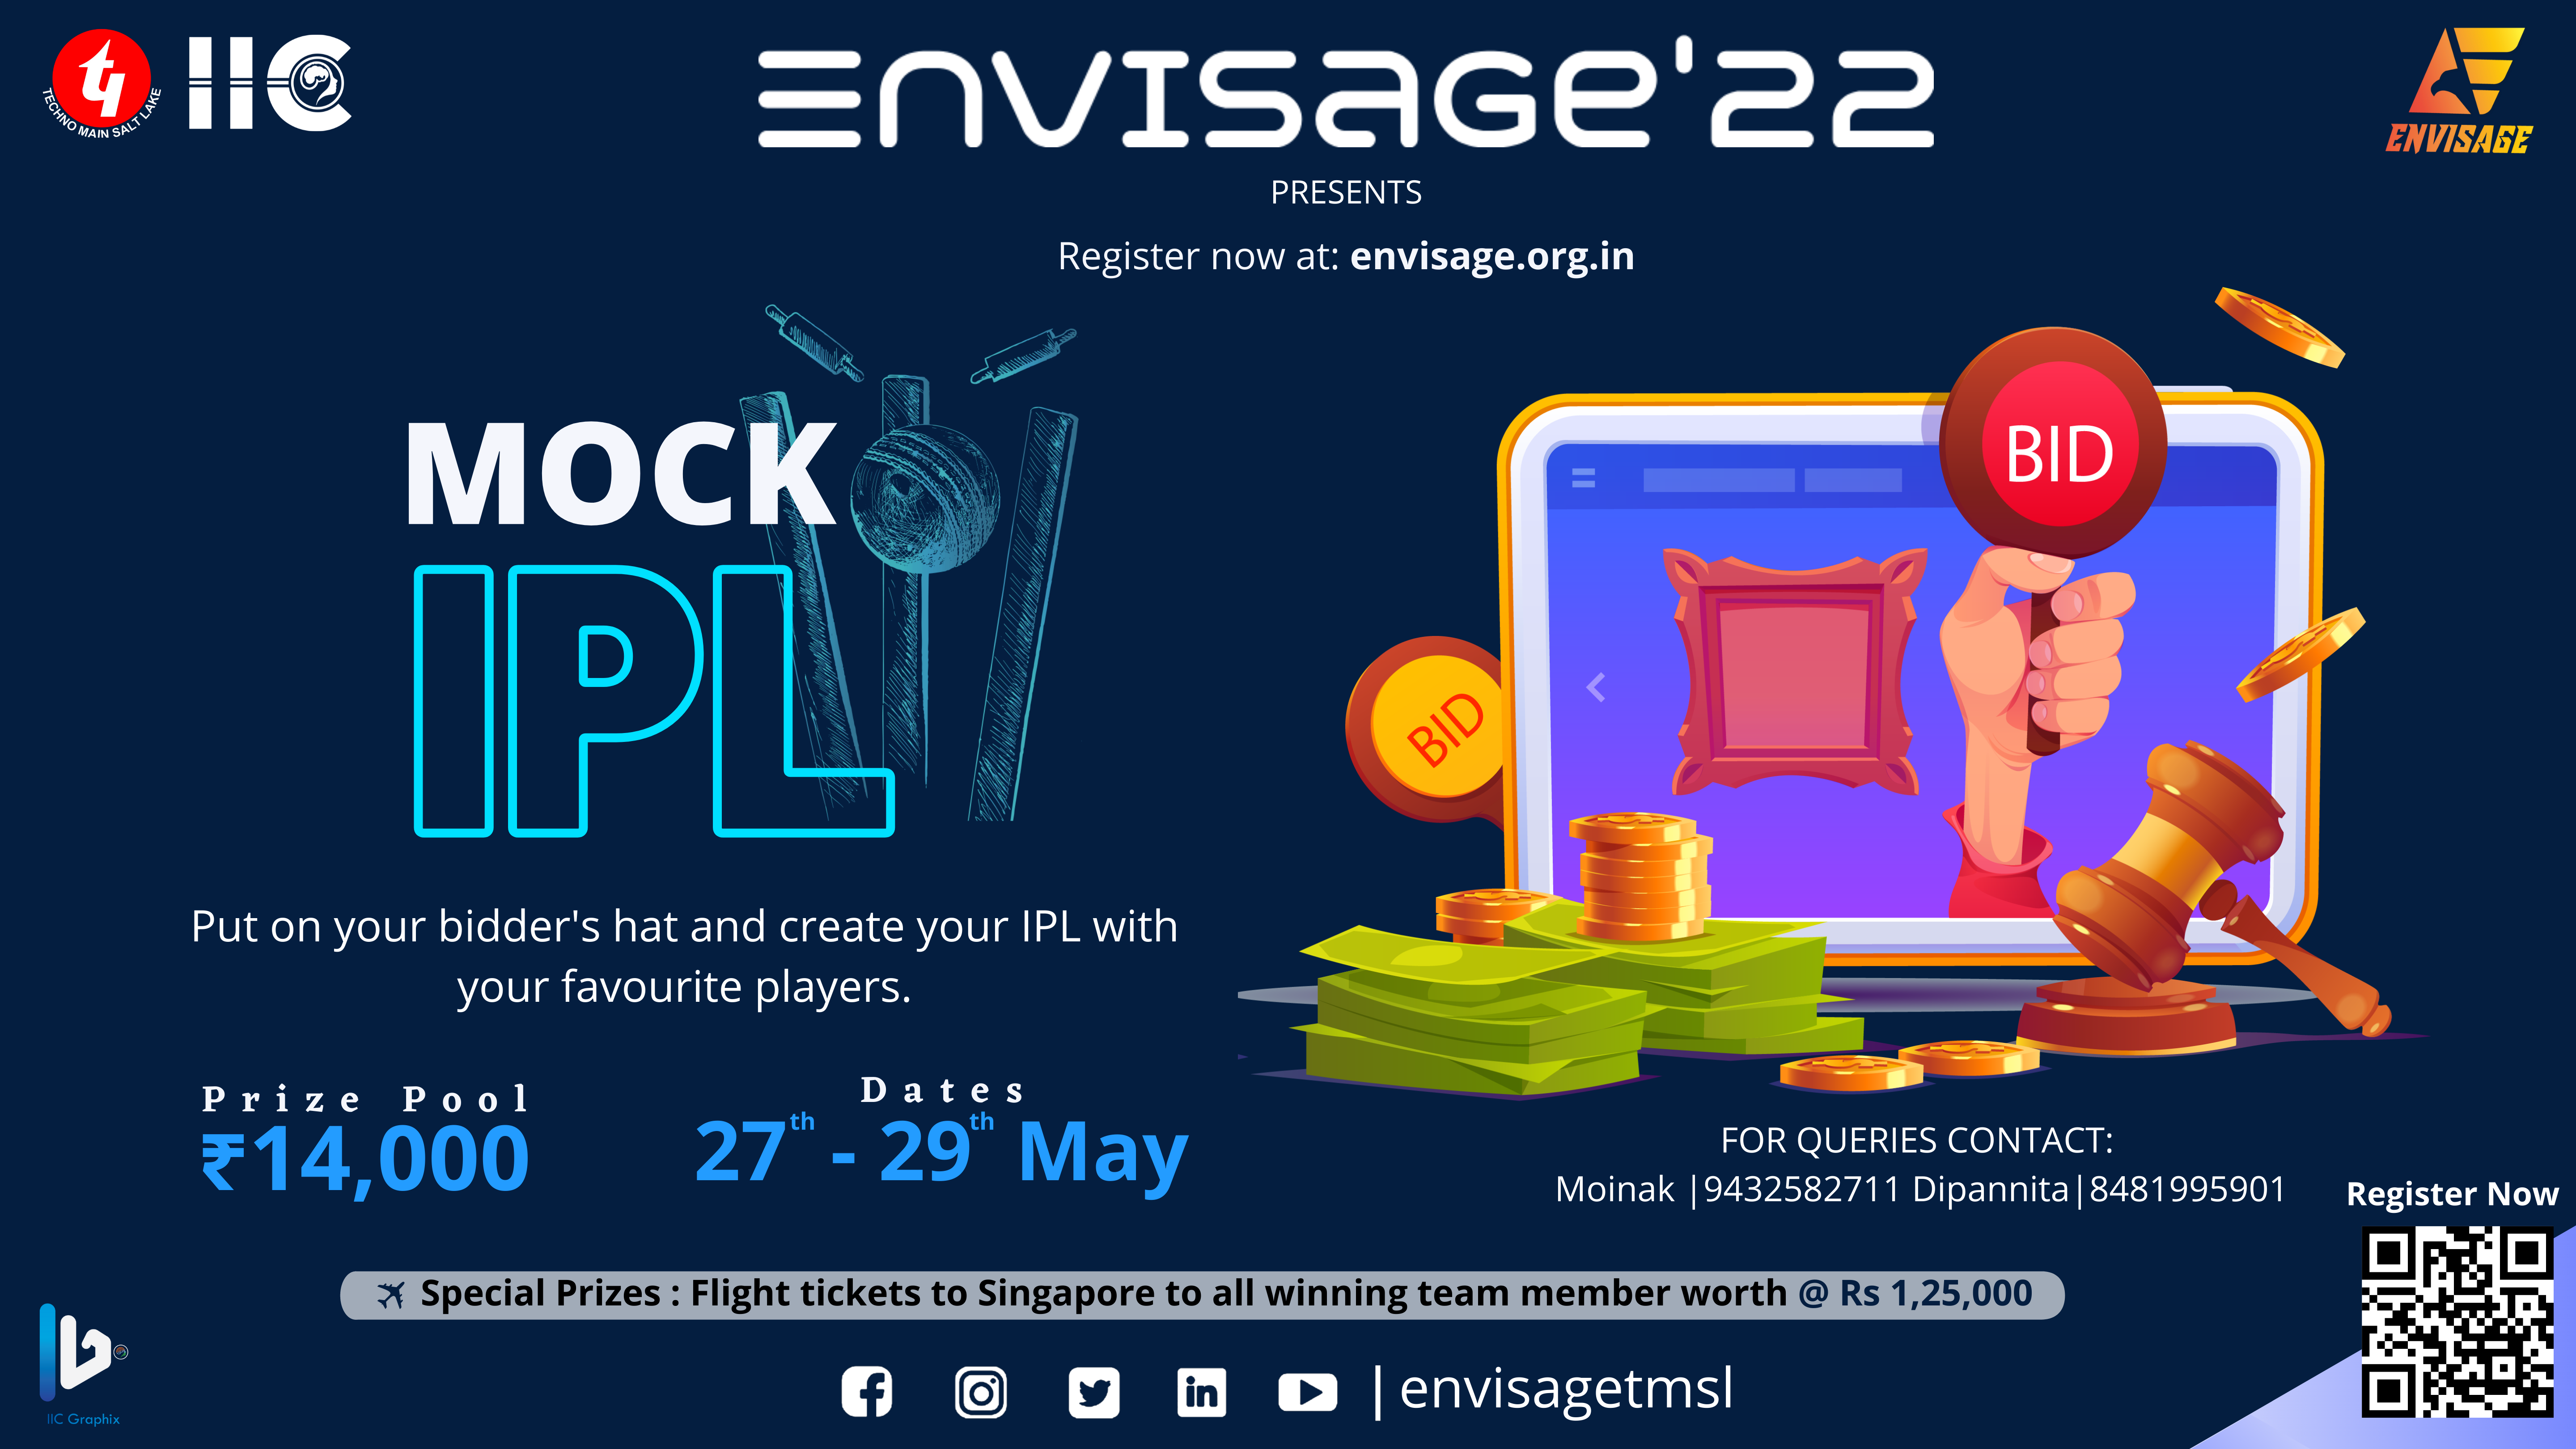 TECHNO MAIN SALT LAKE
IIC
ENVISAGE'22
ENVISAGE
PRESENTS
Register now at: envisage.org.in
MOCK
IPL
BID
BID
Put on your bidder's hat and create your IPL with
your favourite players.
Prize Pool
₹14,000
Dates
27th - 29th May
FOR QUERIES CONTACT:
Moinak |9432582711 Dipannita|8481995901
Register Now
Special Prizes : Flight tickets to Singapore to all winning team member worth @ Rs 1,25,000
IIC Graphix
|envisagetmsl